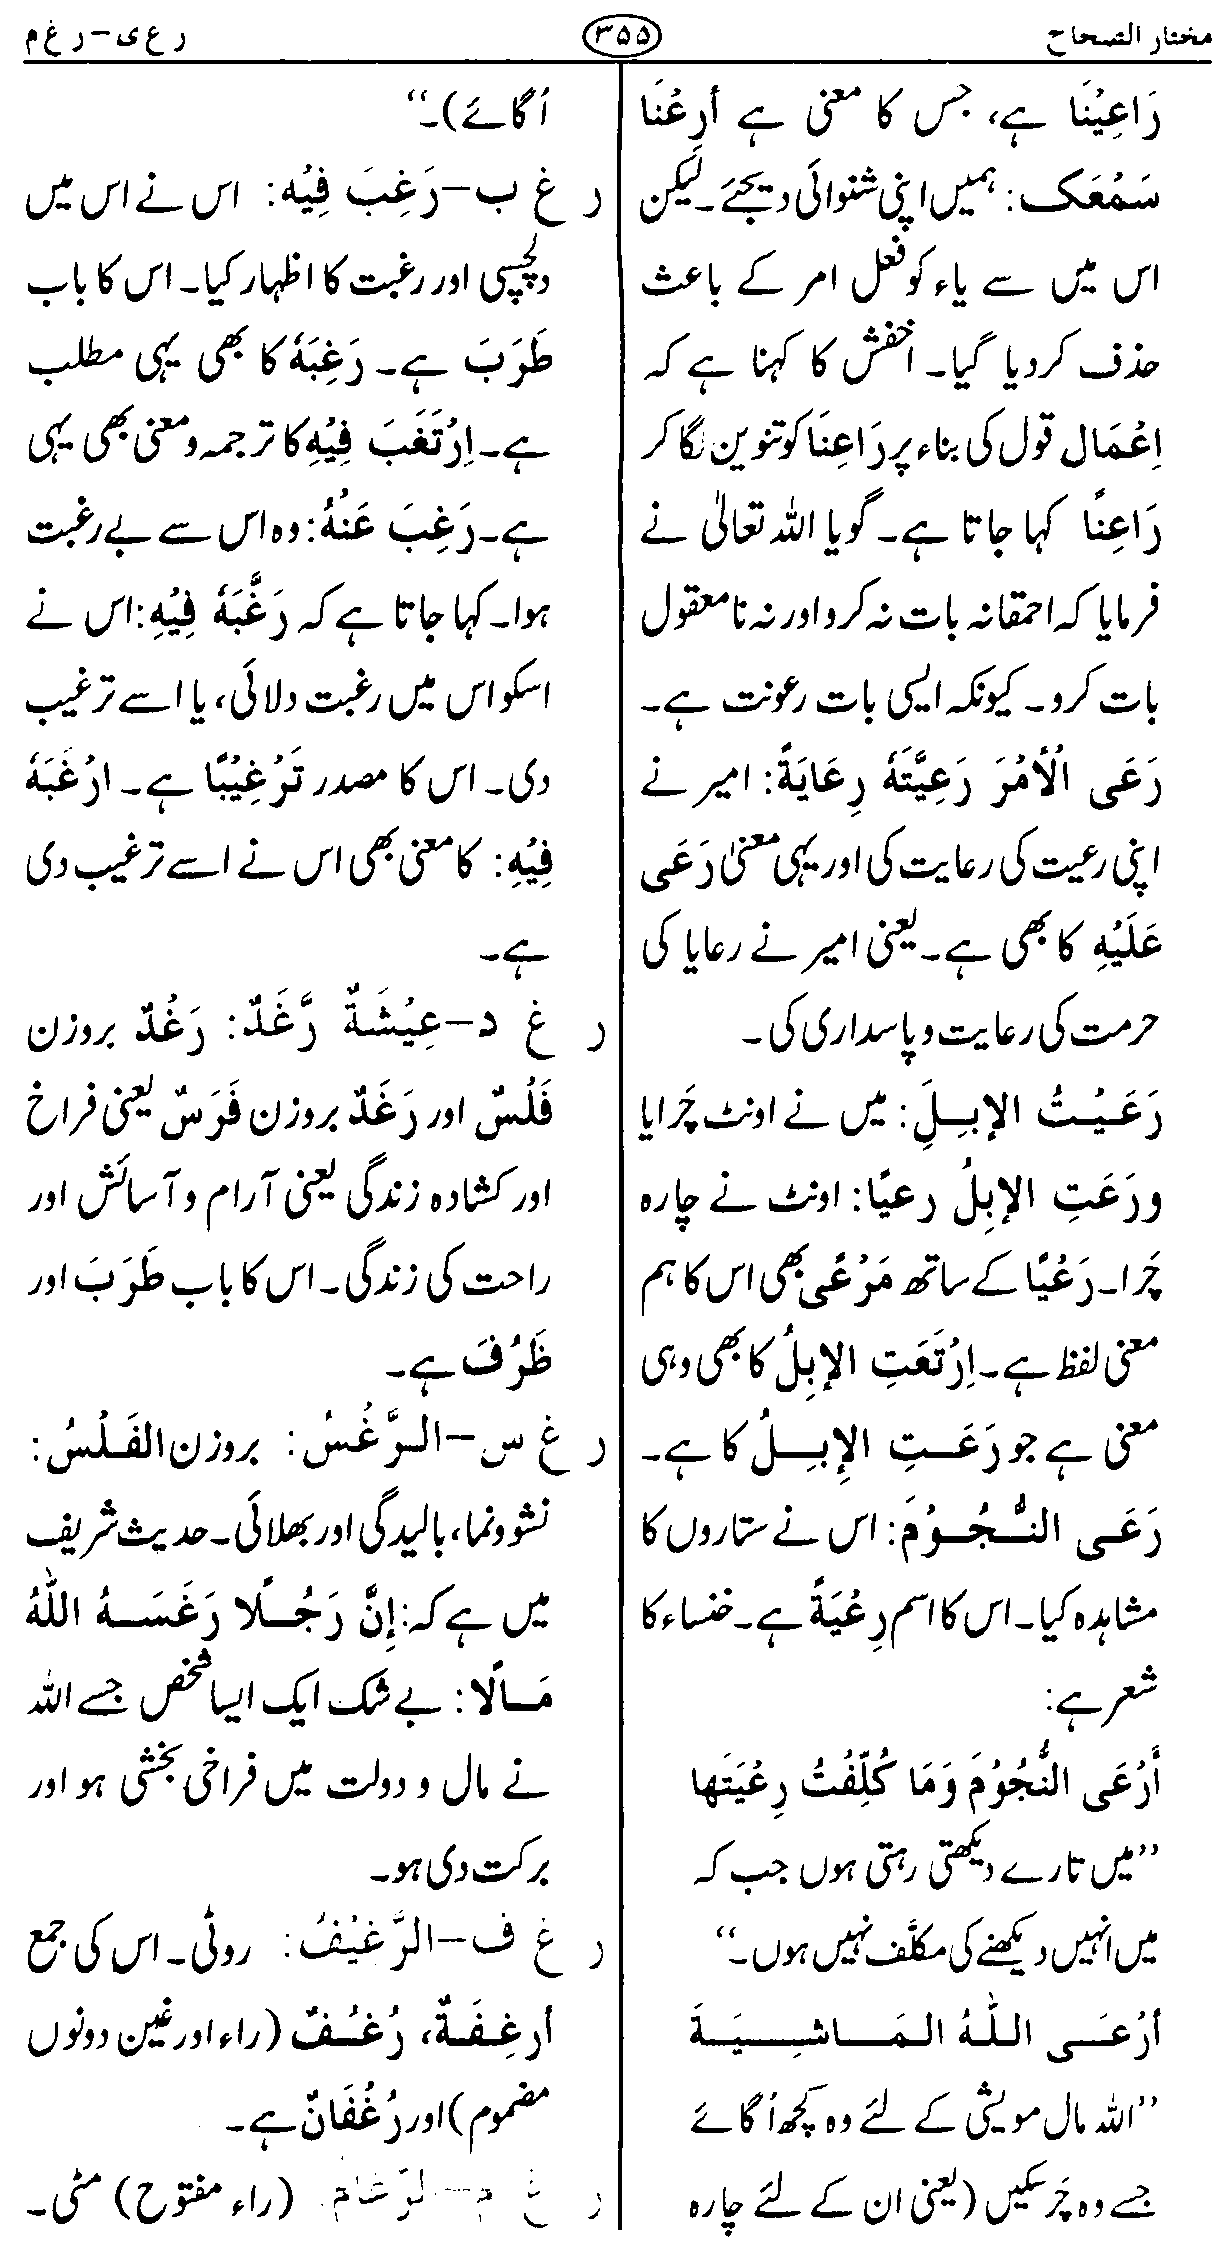 مختار الصحاح
۳۵۵
ر ع ی–ر غ م
رَاعِیْنَا ہے، جس کا معنی ہے أرِعْنَا
سَمْعَک: ہمیں اپنی شنوائی دیجئے۔ لیکن
اس میں سے یاء کو فعل امر کے باعث
حذف کردیا گیا۔ اخفش کا کہنا ہے کہ
اِعْمَال قول کی بناء پر رَاعِنَا کو تنوین لگا کر
رَاعِنًا کہا جاتا ہے۔ گویا اللہ تعالیٰ نے
فرمایا کہ احمقانہ بات نہ کرو اور نہ نامعقول
بات کرو۔ کیونکہ ایسی بات رعونت ہے۔
رَعَی الْأَمْرَ رَعِیَّتَهٗ رِعَایَةً: امیر نے
اپنی رعیت کی رعایت کی اور یہی معنیٰ رَعَی
عَلَیْهِ کا بھی ہے۔ یعنی امیر نے رعایا کی
حرمت کی رعایت و پاسداری کی۔
رَعَیْتُ الإبِلَ: میں نے اونٹ چَرایا
ورَعَتِ الإبِلُ رعیًا: اونٹ نے چارہ
چَرا۔ رَعْیًا کے ساتھ مَرْعًی بھی اس کا ہم
معنی لفظ ہے۔ اِرْتَعَتِ الإبِلُ کا بھی وہی
معنی ہے جو رَعَتِ الإِبِلُ کا ہے۔
رَعَی النُّجُوْمَ: اس نے ستاروں کا
مشاہدہ کیا۔ اس کا اسم رِعْیَةً ہے۔ خنساء کا
شعر ہے:
أَرْعَی النُّجُوْمَ وَمَا کُلِّفْتُ رِعْیَتَها
”میں تارے دیکھتی رہتی ہوں جب کہ
میں انہیں دیکھنے کی مکلّف نہیں ہوں۔“
أرْعَی اللّٰهُ المَاشِیَةَ
”اللہ مال مویشی کے لئے وہ کچھ اُگائے
جسے وہ چَر سکیں (یعنی ان کے لئے چارہ
اُگائے)۔“
ر غ ب–رَغِبَ فِیْه: اس نے اس میں
دلچسپی اور رغبت کا اظہار کیا۔ اس کا باب
طَرَبَ ہے۔ رَغِبَهٗ کا بھی یہی مطلب
ہے۔ اِرْتَغَبَ فِیْهِ کا ترجمہ و معنی بھی یہی
ہے۔ رَغِبَ عَنْهُ: وہ اس سے بے رغبت
ہوا۔ کہا جاتا ہے کہ رَغَّبَهٗ فِیْهِ: اس نے
اسکو اس میں رغبت دلائی، یا اسے ترغیب
دی۔ اس کا مصدر تَرْغِیْبًا ہے۔ ارْغَبَهٗ
فِیْهِ: کا معنی بھی اس نے اسے ترغیب دی
ہے۔
ر غ د–عِیْشَةٌ رَّغَدٌ: رَغْدٌ بروزن
فَلْسٌ اور رَغَدٌ بروزن فَرَسٌ یعنی فراخ
اور کشادہ زندگی یعنی آرام و آسائش اور
راحت کی زندگی۔ اس کا باب طَرَبَ اور
ظَرُفَ ہے۔
ر غ س–الرَّغْسُ: بروزن الفَلْسُ:
نشوونما، بالیدگی اور بھلائی۔ حدیث شریف
میں ہے کہ: إِنَّ رَجُلًا رَغَسَهُ اللّٰهُ
مَالًا: بے شک ایک ایسا شخص جسے اللہ
نے مال و دولت میں فراخی بخشی ہو اور
برکت دی ہو۔
ر غ ف–الرَّغِیْفُ: روٹی۔ اس کی جمع
أرغِفَةٌ، رُغُفٌ (راء اور غین دونوں
مضموم) اور رُغْفَانٌ ہے۔
ر غ م–الرَّغَام (راء مفتوح) مٹی۔